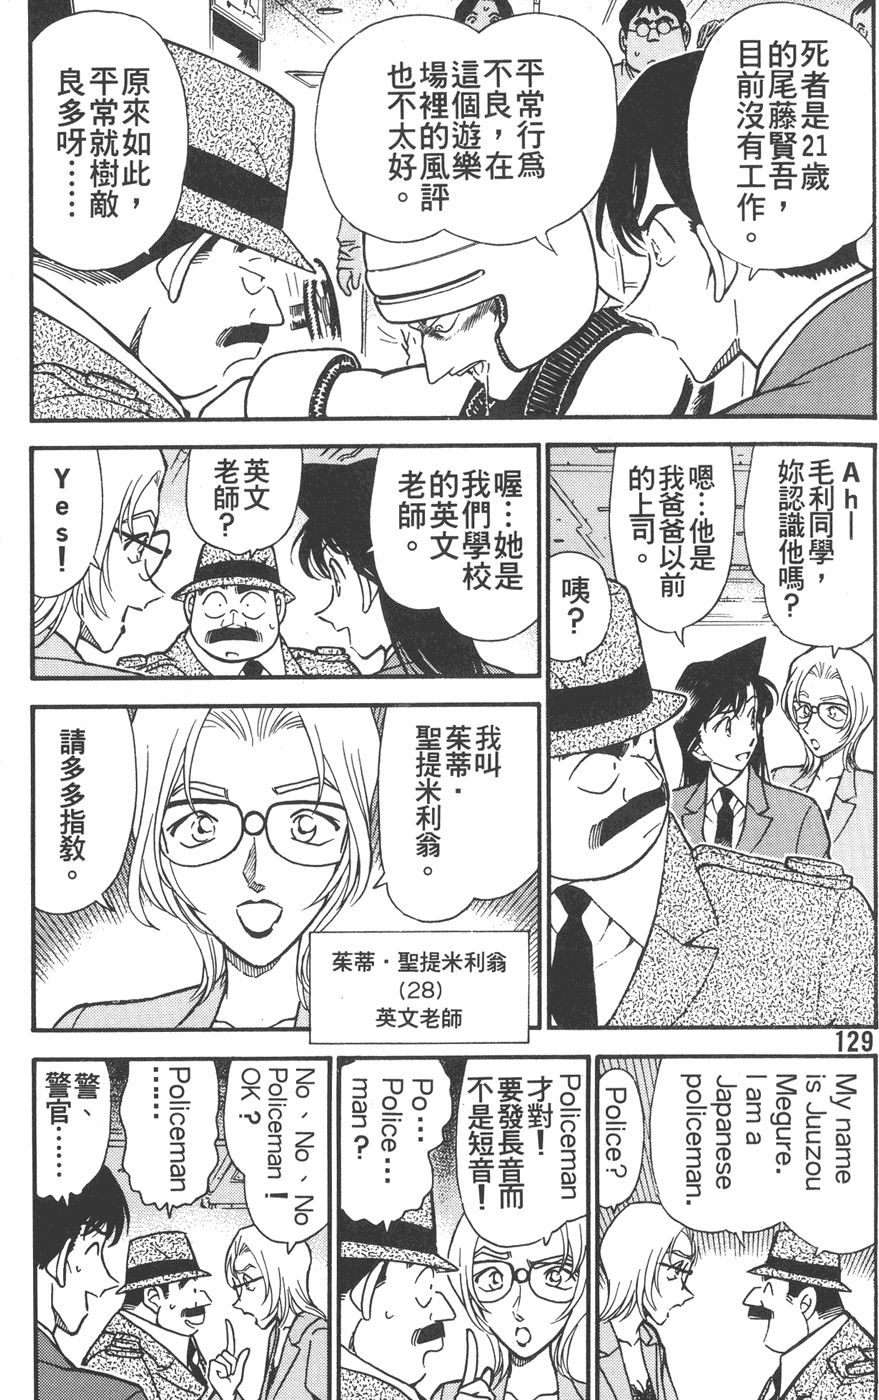 死者是21歲
的尾藤賢吾，
目前沒有工作。
平常行爲
不良，在
這個遊樂
場裡的風評
也不太好。
原來如此，
平常就樹敵
良多呀……
Ah—
毛利同學，
妳認識他嗎？
嗯…他是
我爸爸以前
的上司。
咦？
喔…她是
我們學校
的英文
老師。
英文
老師？
Yes!
我叫
茱蒂·
聖提米利翁。
請多多指教。
茱蒂·聖提米利翁
(28)
英文老師
129
My name
is Juuzou
Megure.
I am a
Japanese
policeman.
Police?
Policeman
才對！
要發長音而
不是短音！
Po…
Police…
man?
No、No、No
Policeman！
OK？
Policeman
……
警、
警官……